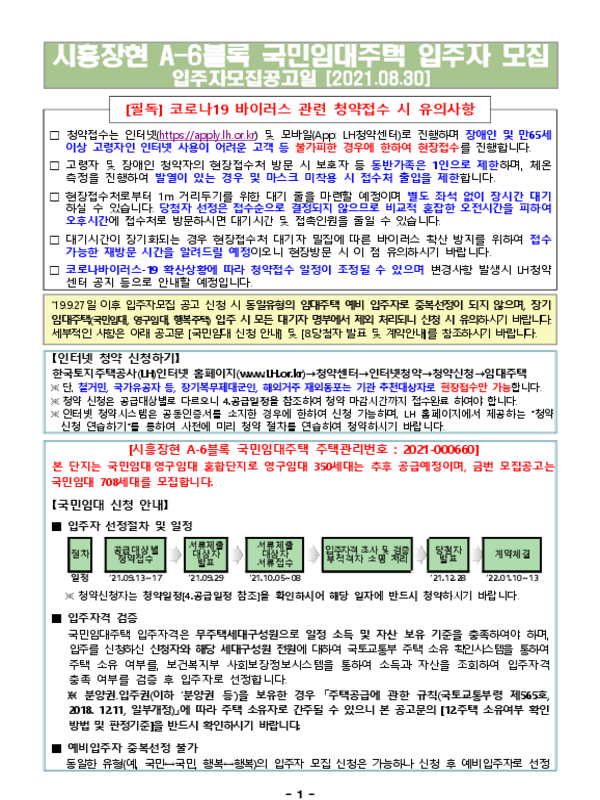 시흥장현 A-6블록 국민임대주택 입주자 모집
입주자모집공고일 [2021.08.30]
[필독] 코로나19 바이러스 관련 청약접수 시 유의사항
□ 청약접수는 인터넷(https://apply.lh.or.kr) 및 모바일(App: LH청약센터)로 진행하며 장애인 및 만65세
이상 고령자인 인터넷 사용이 어려운 고객 등 불가피한 경우에 한하여 현장접수를 진행합니다.
□ 고령자 및 장애인 청약자의 현장접수처 방문 시 보호자 등 동반가족은 1인으로 제한하며, 체온
측정을 진행하여 발열이 있는 경우 및 마스크 미착용 시 접수처 출입을 제한합니다.
□ 현장접수처로부터 1m 거리두기를 위한 대기 줄을 마련할 예정이며 별도 좌석 없이 장시간 대기
하실 수 있습니다. 당첨자 선정은 접수순으로 결정되지 않으므로 비교적 혼잡한 오전시간을 피하여
오후시간에 접수처로 방문하시면 대기시간 및 접촉인원을 줄일 수 있습니다.
□ 대기시간이 장기화되는 경우 현장접수처 대기자 밀집에 따른 바이러스 확산 방지를 위하여 접수
가능한 재방문 시간을 알려드릴 예정이오니 현장방문 시 이 점 유의하시기 바랍니다.
□ 코로나바이러스-19 확산상황에 따라 청약접수 일정이 조정될 수 있으며 변경사항 발생시 LH청약
센터 공지 등으로 안내할 예정입니다.
'19.9.27일 이후 입주자모집 공고 신청 시 동일유형의 임대주택 예비 입주자로 중복선정이 되지 않으며, 장기
임대주택(국민임대, 영구임대, 행복주택) 입주 시 모든 대기자 명부에서 제외 처리되니 신청 시 유의하시기 바랍니다.
세부적인 사항은 아래 공고문 [국민임대 신청 안내] 및 [8.당첨자 발표 및 계약안내]를 참조하시기 바랍니다.
【인터넷 청약 신청하기】
한국토지주택공사(LH)인터넷 홈페이지(www.LH.or.kr)→청약센터→인터넷청약→청약신청→임대주택
※ 단, 철거민, 국가유공자 등, 장기복무제대군인, 해외거주 재외동포는 기관 추천대상자로 현장접수만 가능합니다.
※ 청약 신청은 공급대상별로 다르오니 4.공급일정을 참조하여 청약 마감시간까지 접수완료 하여야 합니다.
※ 인터넷 청약시스템은 공동인증서를 소지한 경우에 한하여 신청 가능하며, LH 홈페이지에서 제공하는 "청약
신청 연습하기"를 통하여 사전에 미리 청약 절차를 연습하여 청약하시기 바랍니다.
[시흥장현 A-6블록 국민임대주택 주택관리번호 : 2021-000660]
본 단지는 국민임대·영구임대 혼합단지로 영구임대 350세대는 추후 공급예정이며, 금번 모집공고는
국민임대 708세대를 모집합니다.
【국민임대 신청 안내】
■ 입주자 선정절차 및 일정
절차 공급대상별 청약접수 서류제출 대상자 발표 서류제출 대상자 서류접수 입주자격 조사 및 검증 부적격자 소명 처리 당첨자 발표 계약체결
일정 '21.09.13~17 '21.09.29 '21.10.05~08 '21.12.28 '22.01.10~13
※ 청약신청자는 청약일정[4.공급일정 참조]을 확인하시어 해당 일자에 반드시 청약하시기 바랍니다.
■ 입주자격 검증
국민임대주택 입주자격은 무주택세대구성원으로 일정 소득 및 자산 보유 기준을 충족하여야 하며,
입주를 신청하신 신청자와 해당 세대구성원 전원에 대하여 국토교통부 주택 소유 확인시스템을 통하여
주택 소유 여부를, 보건복지부 사회보장정보시스템을 통하여 소득과 자산을 조회하여 입주자격
충족 여부를 검증 후 입주자로 선정합니다.
※ 분양권·입주권(이하 '분양권 등')을 보유한 경우 「주택공급에 관한 규칙(국토교통부령 제565호,
2018. 12.11, 일부개정)」에 따라 주택 소유자로 간주될 수 있으니 본 공고문의 [12.주택 소유여부 확인
방법 및 판정기준]을 반드시 확인하시기 바랍니다.
■ 예비입주자 중복선정 불가
동일한 유형(예, 국민↔국민, 행복↔행복)의 입주자 모집 신청은 가능하나 신청 후 예비입주자로 선정
- 1 -